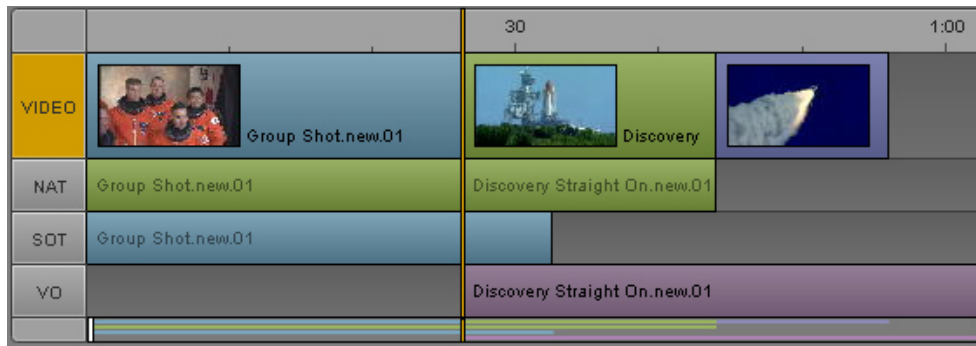 30 1:00
VIDEO Group Shot.new.01 Discovery
NAT Group Shot.new.01 Discovery Straight On.new.01
SOT Group Shot.new.01
VO Discovery Straight On.new.01